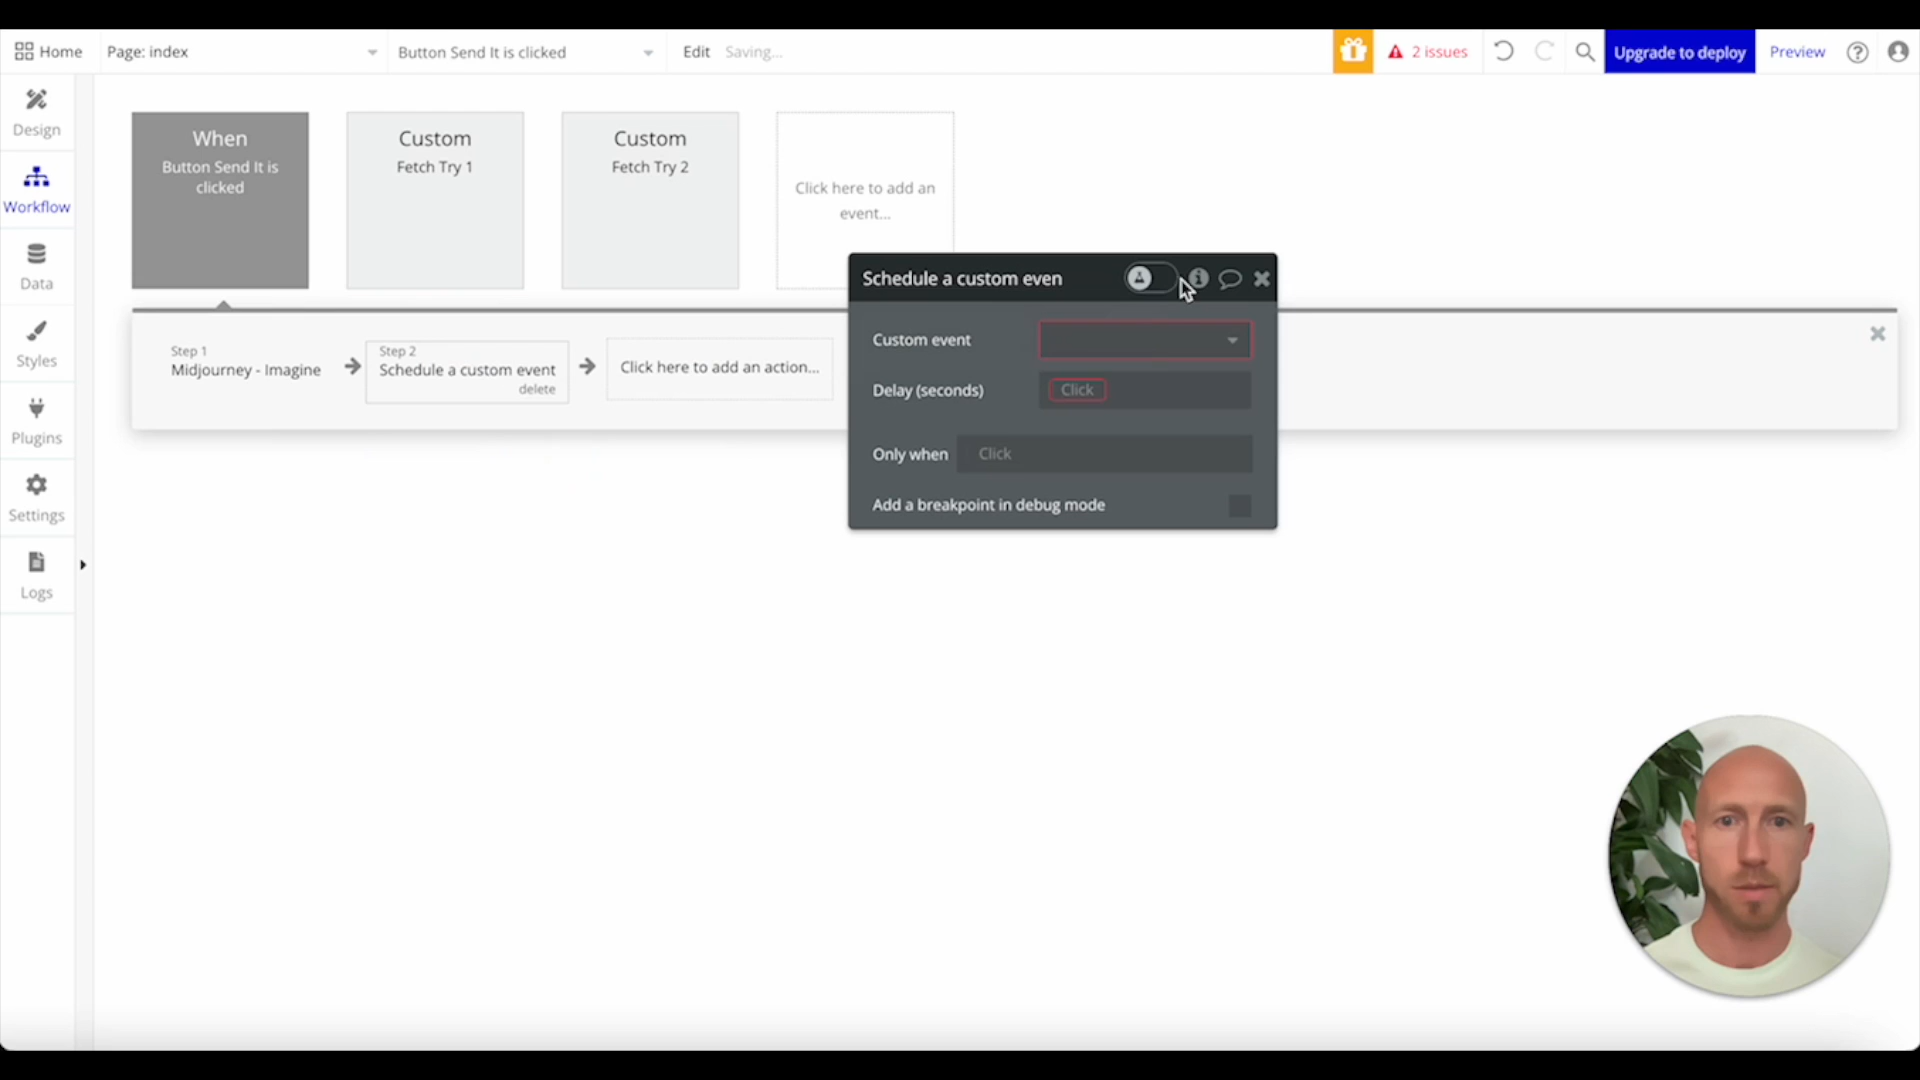 Home
Page: index
Button Send It is clicked
Edit
Saving...
2 issues
Upgrade to deploy
Preview
Design
Workflow
Data
Styles
Plugins
Settings
Logs
When
Button Send It is
clicked
Custom
Fetch Try 1
Custom
Fetch Try 2
Click here to add an
event...
Step 1
Midjourney - Imagine
Step 2
Schedule a custom event
delete
Click here to add an action...
Schedule a custom even
Custom event
Delay (seconds)
Click
Only when
Click
Add a breakpoint in debug mode